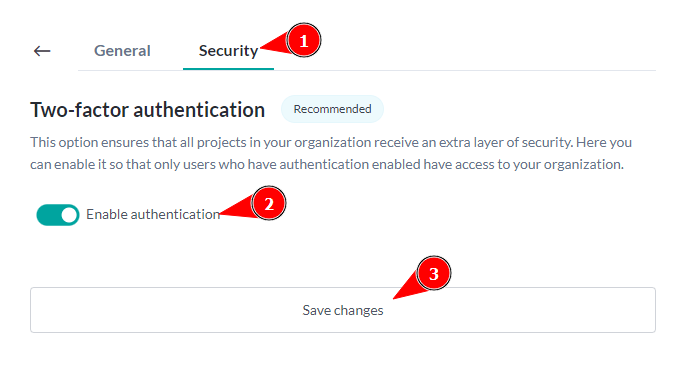 General
Security
1
Two-factor authentication
Recommended
This option ensures that all projects in your organization receive an extra layer of security. Here you
can enable it so that only users who have authentication enabled have access to your organization.
Enable authentication
2
3
Save changes